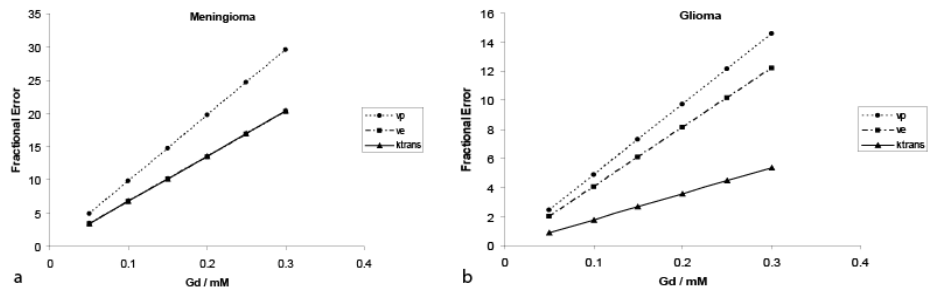 Meningioma
35
30
25
20
15
10
5
0
0
0.1
0.2
0.3
0.4
Fractional Error
Gd / mM
vp
ve
ktrans
a
Glioma
16
14
12
10
8
6
4
2
0
0
0.1
0.2
0.3
0.4
Fractional Error
Gd / mM
vp
ve
ktrans
b